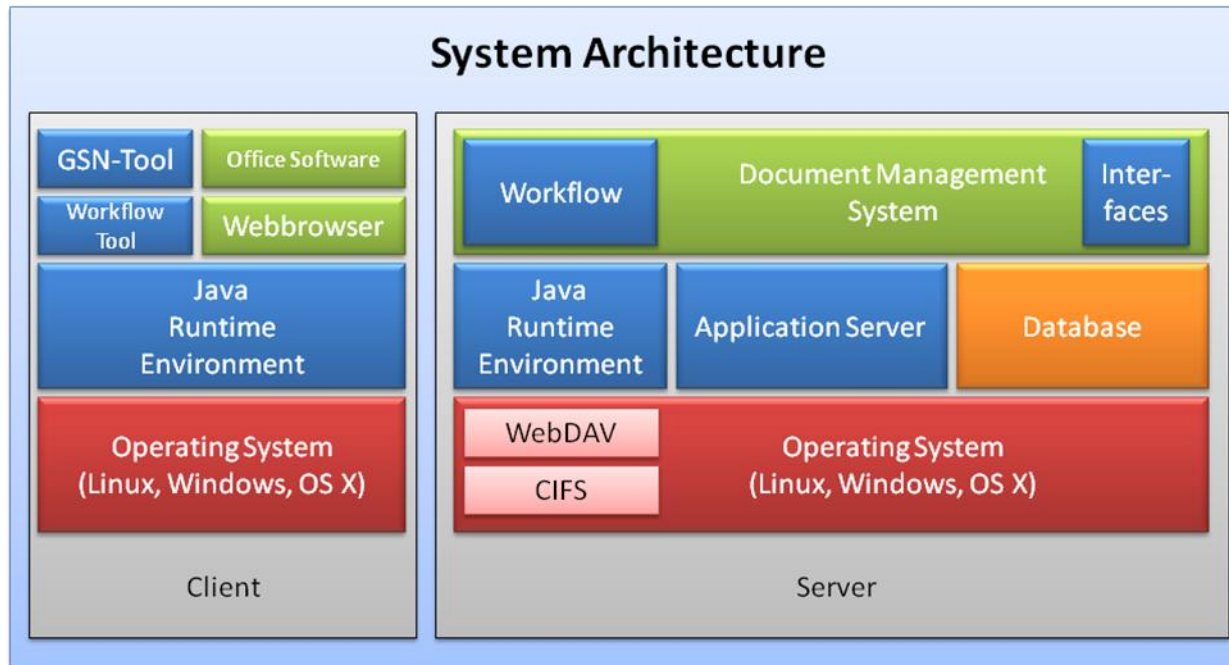 System Architecture
GSN-Tool
Office Software
Workflow
Tool
Webbrowser
Java
Runtime
Environment
Operating System
(Linux, Windows, OS X)
Client
Workflow
Document Management
System
Inter-
faces
Java
Runtime
Environment
Application Server
Database
WebDAV
CIFS
Operating System
(Linux, Windows, OS X)
Server